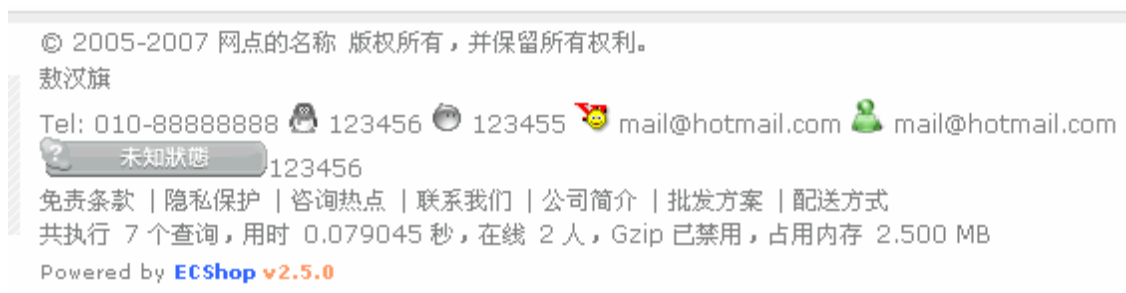 © 2005-2007 网点的名称 版权所有，并保留所有权利。
敖汉旗
Tel: 010-88888888 123456 123455 mail@hotmail.com mail@hotmail.com
未知狀態 123456
免责条款 | 隐私保护 | 咨询热点 | 联系我们 | 公司简介 | 批发方案 | 配送方式
共执行 7 个查询，用时 0.079045 秒，在线 2 人，Gzip 已禁用，占用内存 2.500 MB
Powered by ECShop v2.5.0